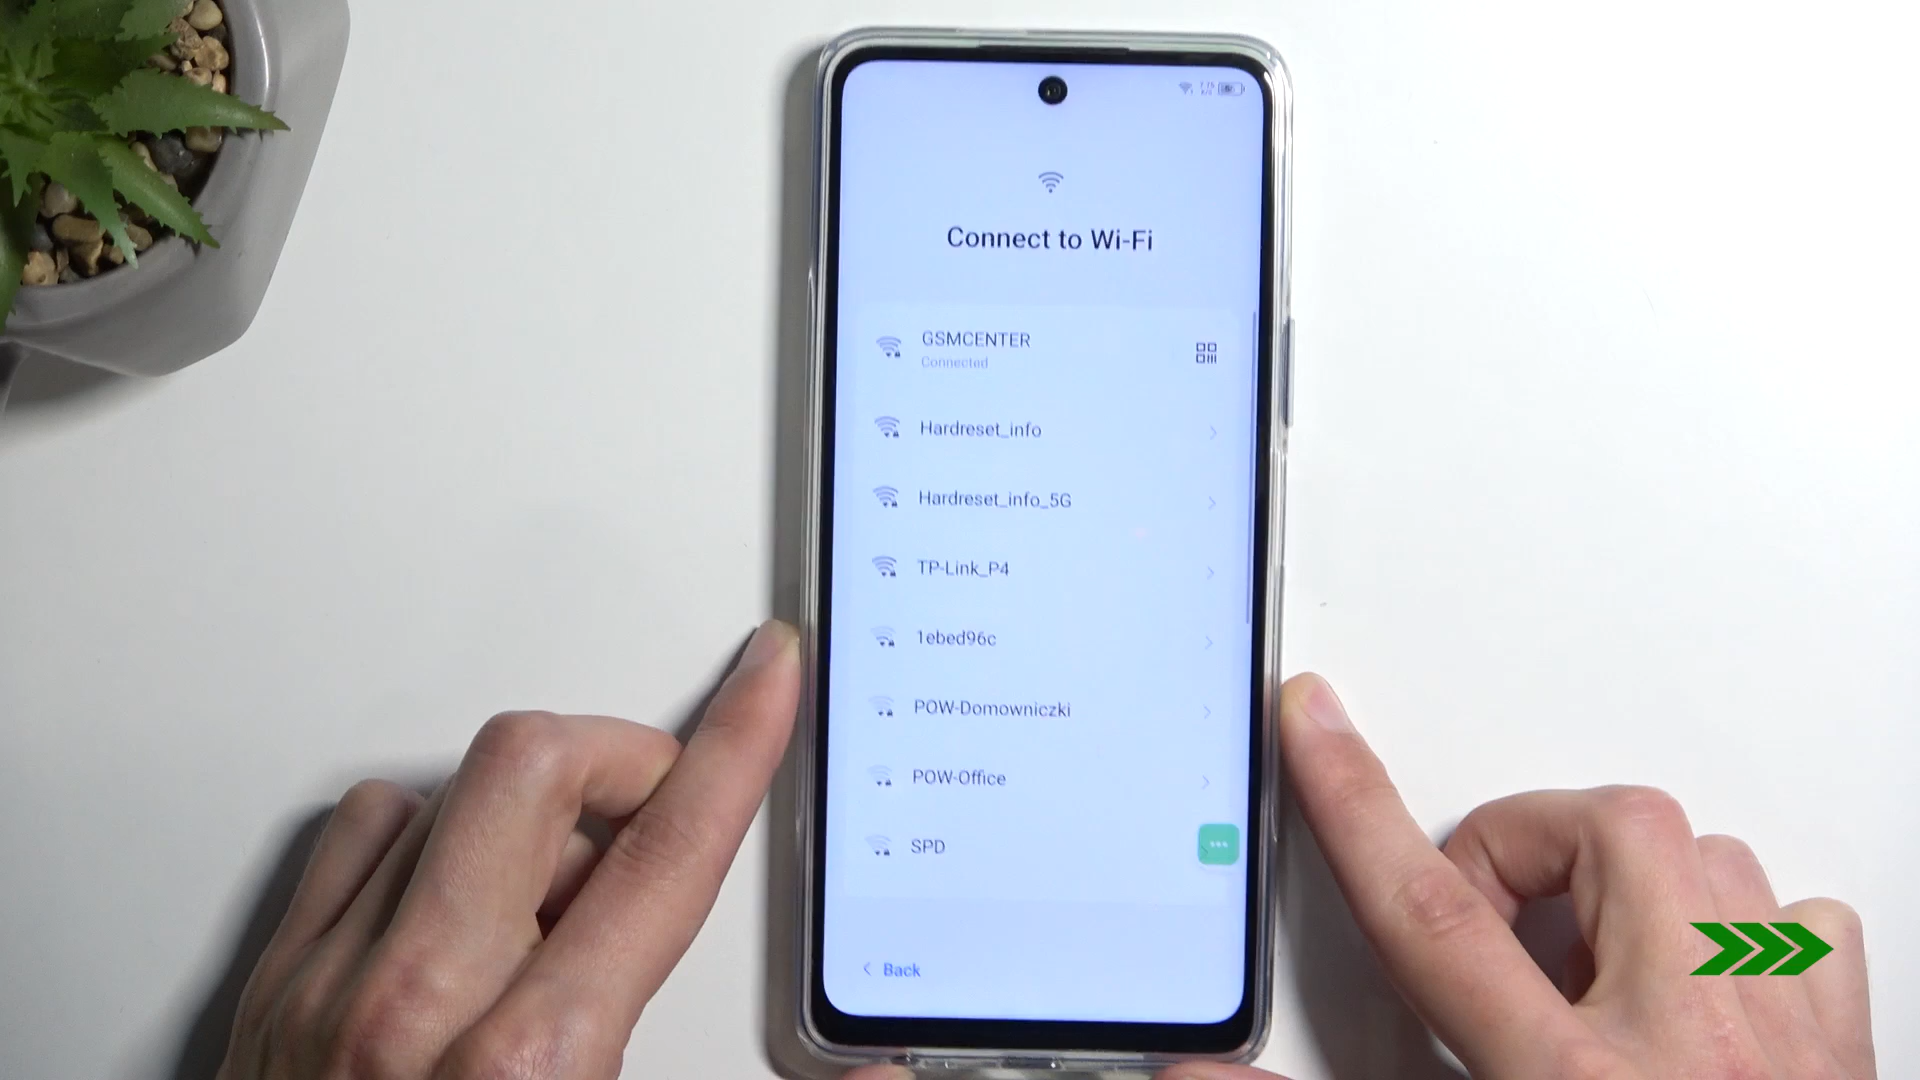 Connect to Wi-Fi
GSMCENTER
Connected
Hardreset_info
Hardreset_info_5G
TP-Link_P4
1ebed96c
POW-Domowniczki
POW-Office
SPD
Back